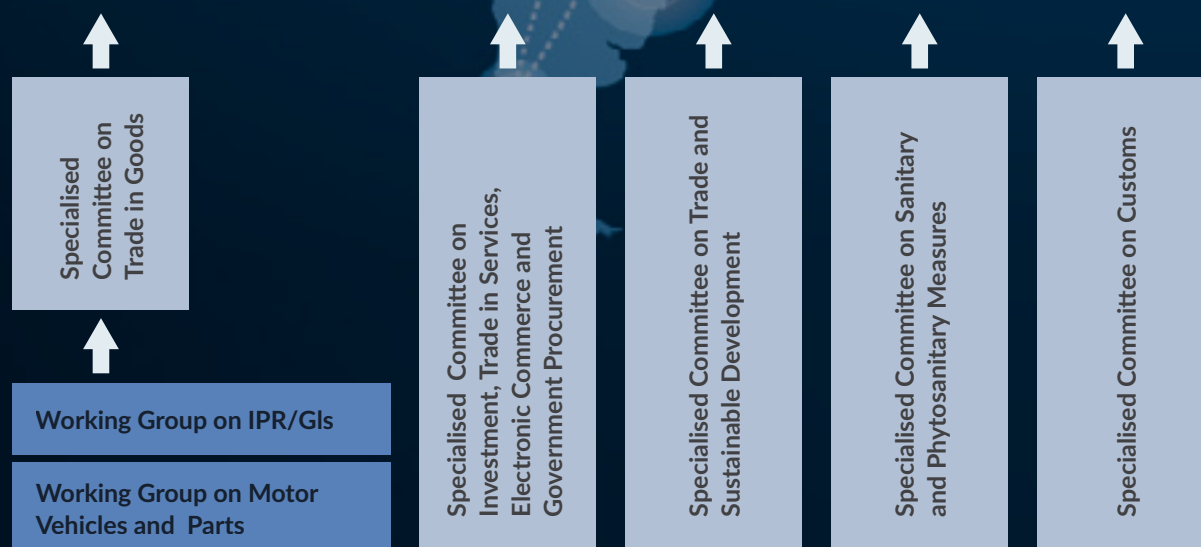 Specialised
Committee on
Trade in Goods
Working Group on IPR/GIs
Working Group on Motor
Vehicles and Parts
Specialised Committee on
Investment, Trade in Services,
Electronic Commerce and
Government Procurement
Specialised Committee on Trade and
Sustainable Development
Specialised Committee on Sanitary
and Phytosanitary Measures
Specialised Committee on Customs